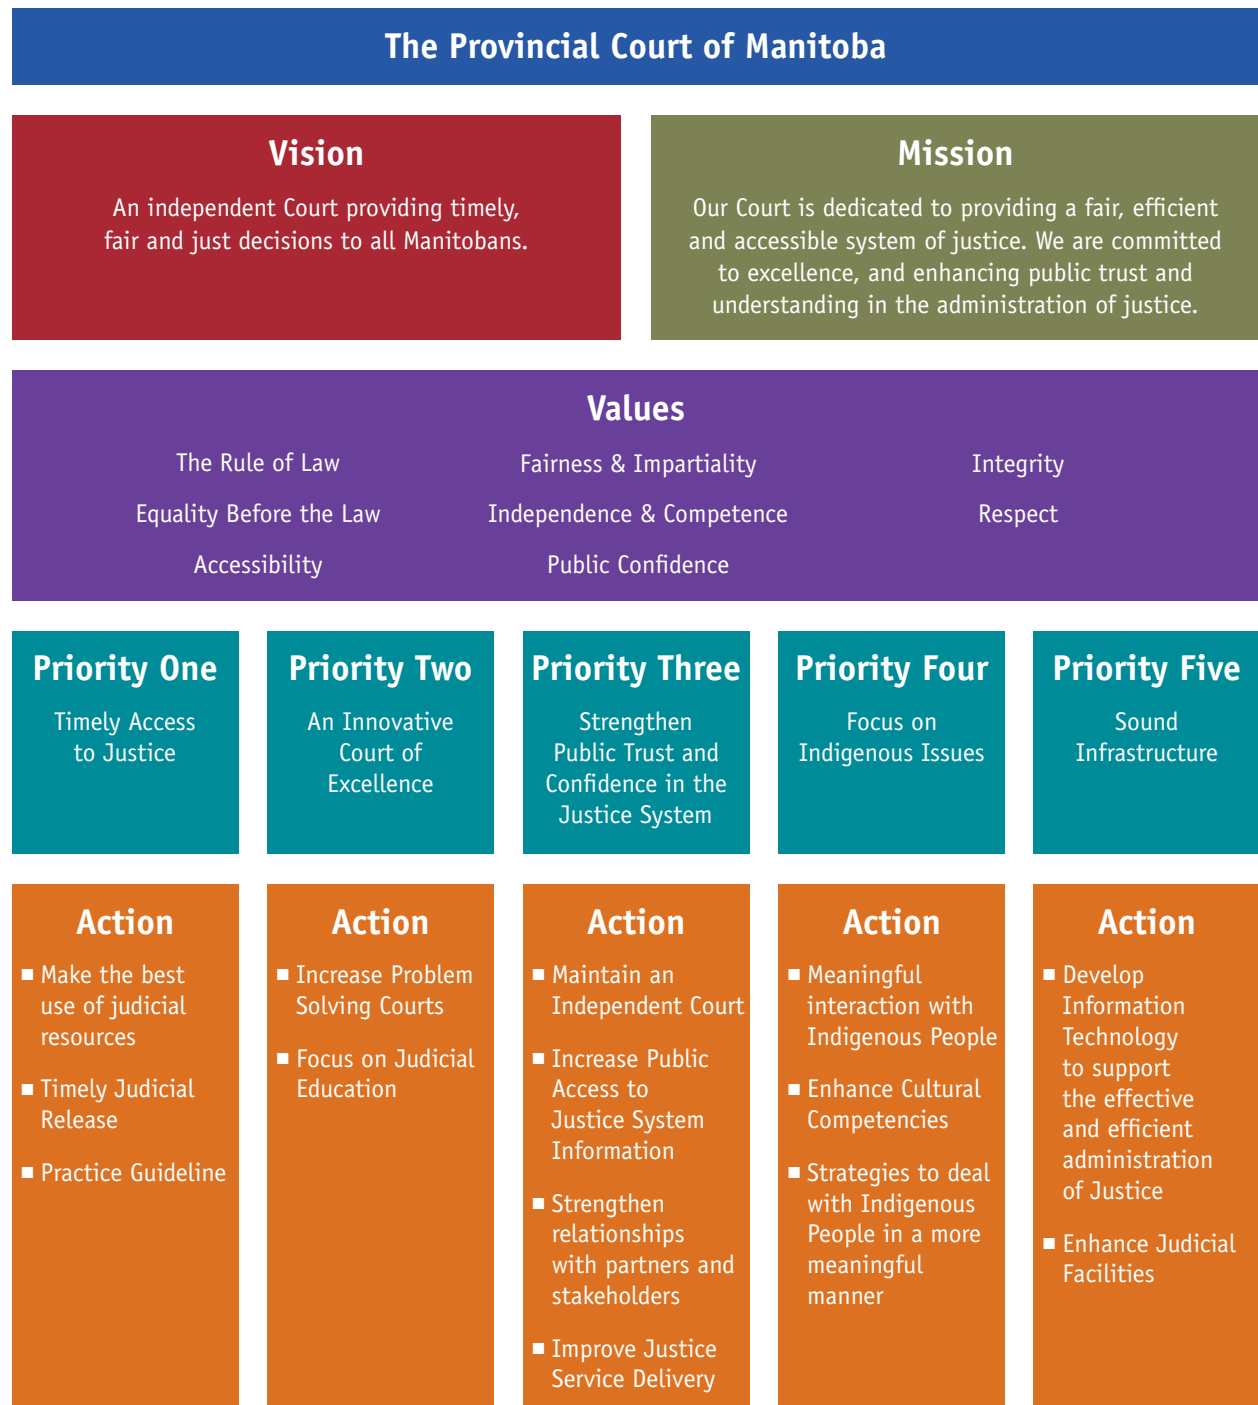 The Provincial Court of Manitoba
Vision
An independent Court providing timely,
fair and just decisions to all Manitobans.
Mission
Our Court is dedicated to providing a fair, efficient
and accessible system of justice. We are committed
to excellence, and enhancing public trust and
understanding in the administration of justice.
Values
The Rule of Law
Equality Before the Law
Accessibility
Fairness & Impartiality
Independence & Competence
Public Confidence
Integrity
Respect
Priority One
Timely Access
to Justice
Priority Two
An Innovative
Court of
Excellence
Priority Three
Strengthen
Public Trust and
Confidence in the
Justice System
Priority Four
Focus on
Indigenous Issues
Priority Five
Sound
Infrastructure
Action
■ Make the best
use of judicial
resources
■ Timely Judicial
Release
■ Practice Guideline
Action
■ Increase Problem
Solving Courts
■ Focus on Judicial
Education
Action
■ Maintain an
Independent Court
■ Increase Public
Access to
Justice System
Information
■ Strengthen
relationships
with partners and
stakeholders
■ Improve Justice
Service Delivery
Action
■ Meaningful
interaction with
Indigenous People
■ Enhance Cultural
Competencies
■ Strategies to deal
with Indigenous
People in a more
meaningful
manner
Action
■ Develop
Information
Technology
to support
the effective
and efficient
administration
of Justice
■ Enhance Judicial
Facilities